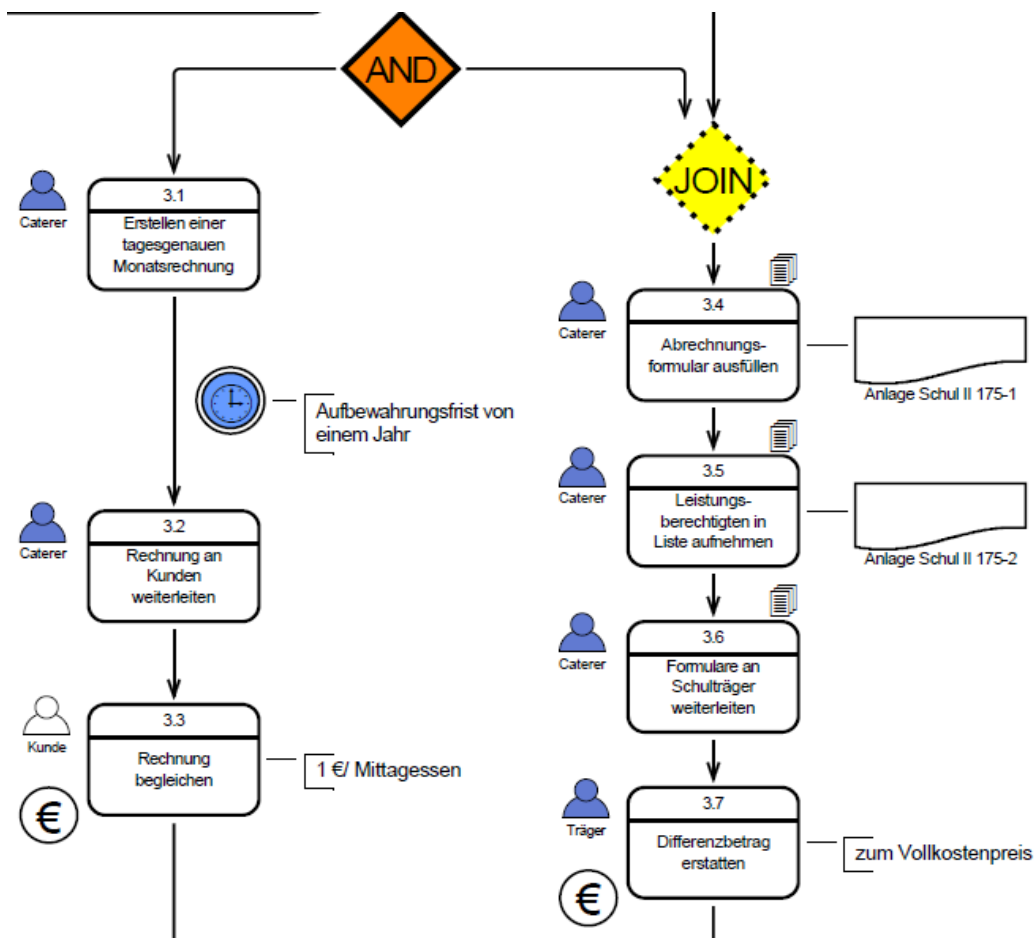 AND
JOIN
Caterer
3.1
Erstellen einer
tagesgenauen
Monatsrechnung
Aufbewahrungsfrist von
einem Jahr
Caterer
3.2
Rechnung an
Kunden
weiterleiten
Kunde
3.3
Rechnung
begleichen
€
1 €/ Mittagessen
Caterer
3.4
Abrechnungs-
formular ausfüllen
Anlage Schul II 175-1
Caterer
3.5
Leistungs-
berechtigten in
Liste aufnehmen
Anlage Schul II 175-2
Caterer
3.6
Formulare an
Schulträger
weiterleiten
Träger
3.7
Differenzbetrag
erstatten
€
zum Vollkostenpreis